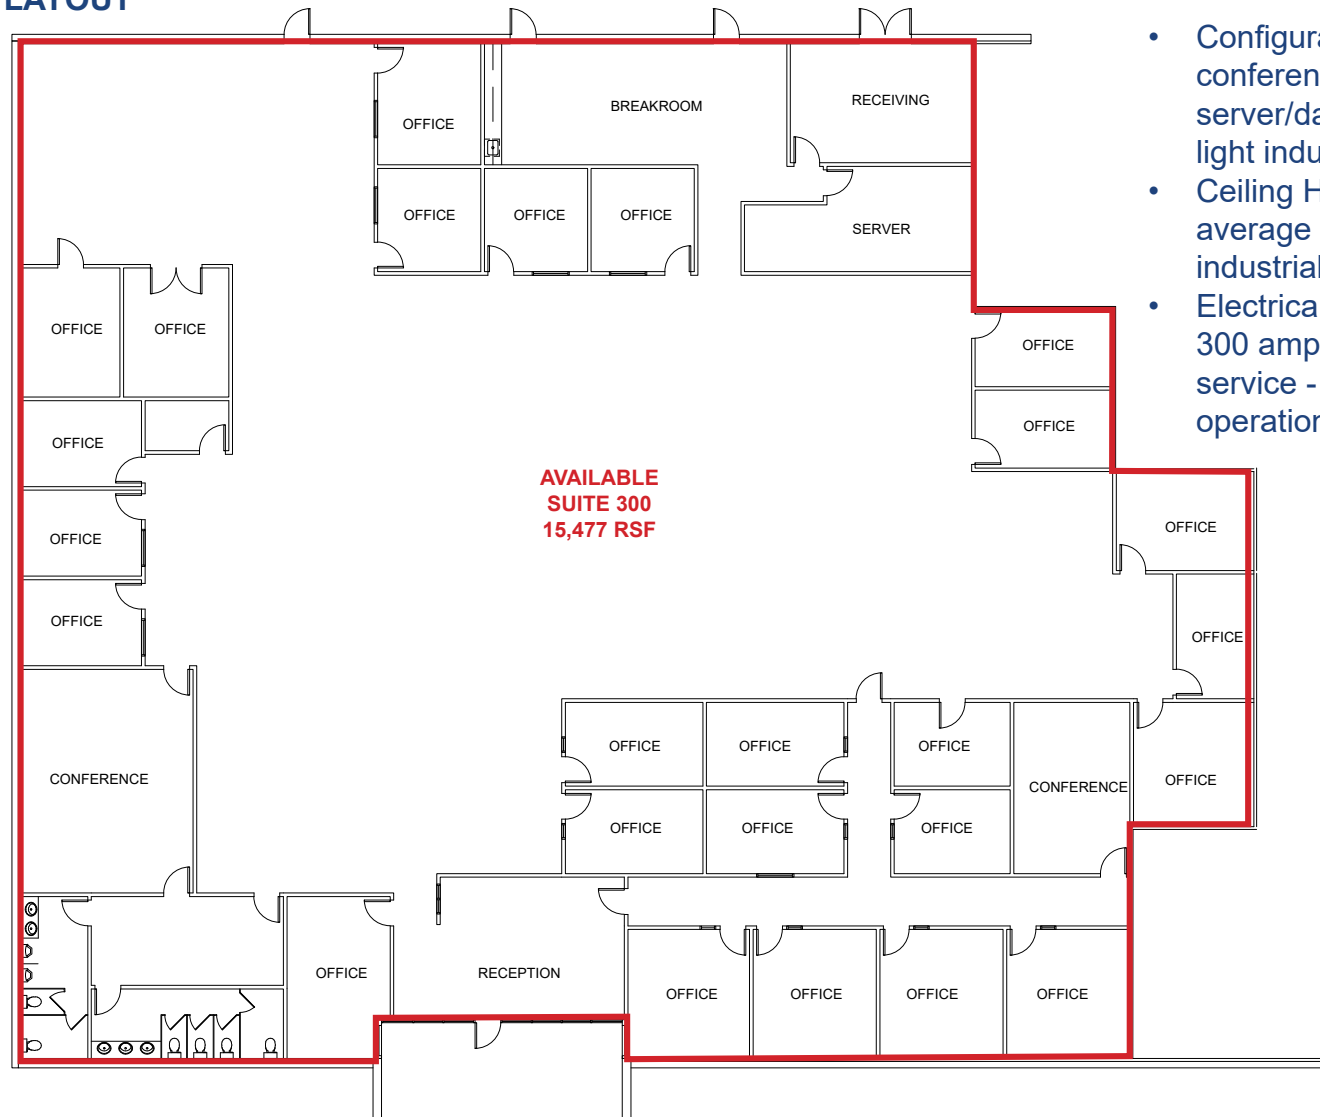 LAYOUT
• Configura
conferen
server/da
light indu
• Ceiling H
average
industrial
• Electrica
300 amp
service -
operation
BREAKROOM
RECEIVING
OFFICE
OFFICE
OFFICE
OFFICE
SERVER
OFFICE
OFFICE
OFFICE
OFFICE
OFFICE
AVAILABLE
SUITE 300
15,477 RSF
OFFICE
OFFICE
OFFICE
OFFICE
OFFICE
OFFICE
OFFICE
CONFERENCE
CONFERENCE
OFFICE
OFFICE
OFFICE
OFFICE
OFFICE
RECEPTION
OFFICE
OFFICE
OFFICE
OFFICE